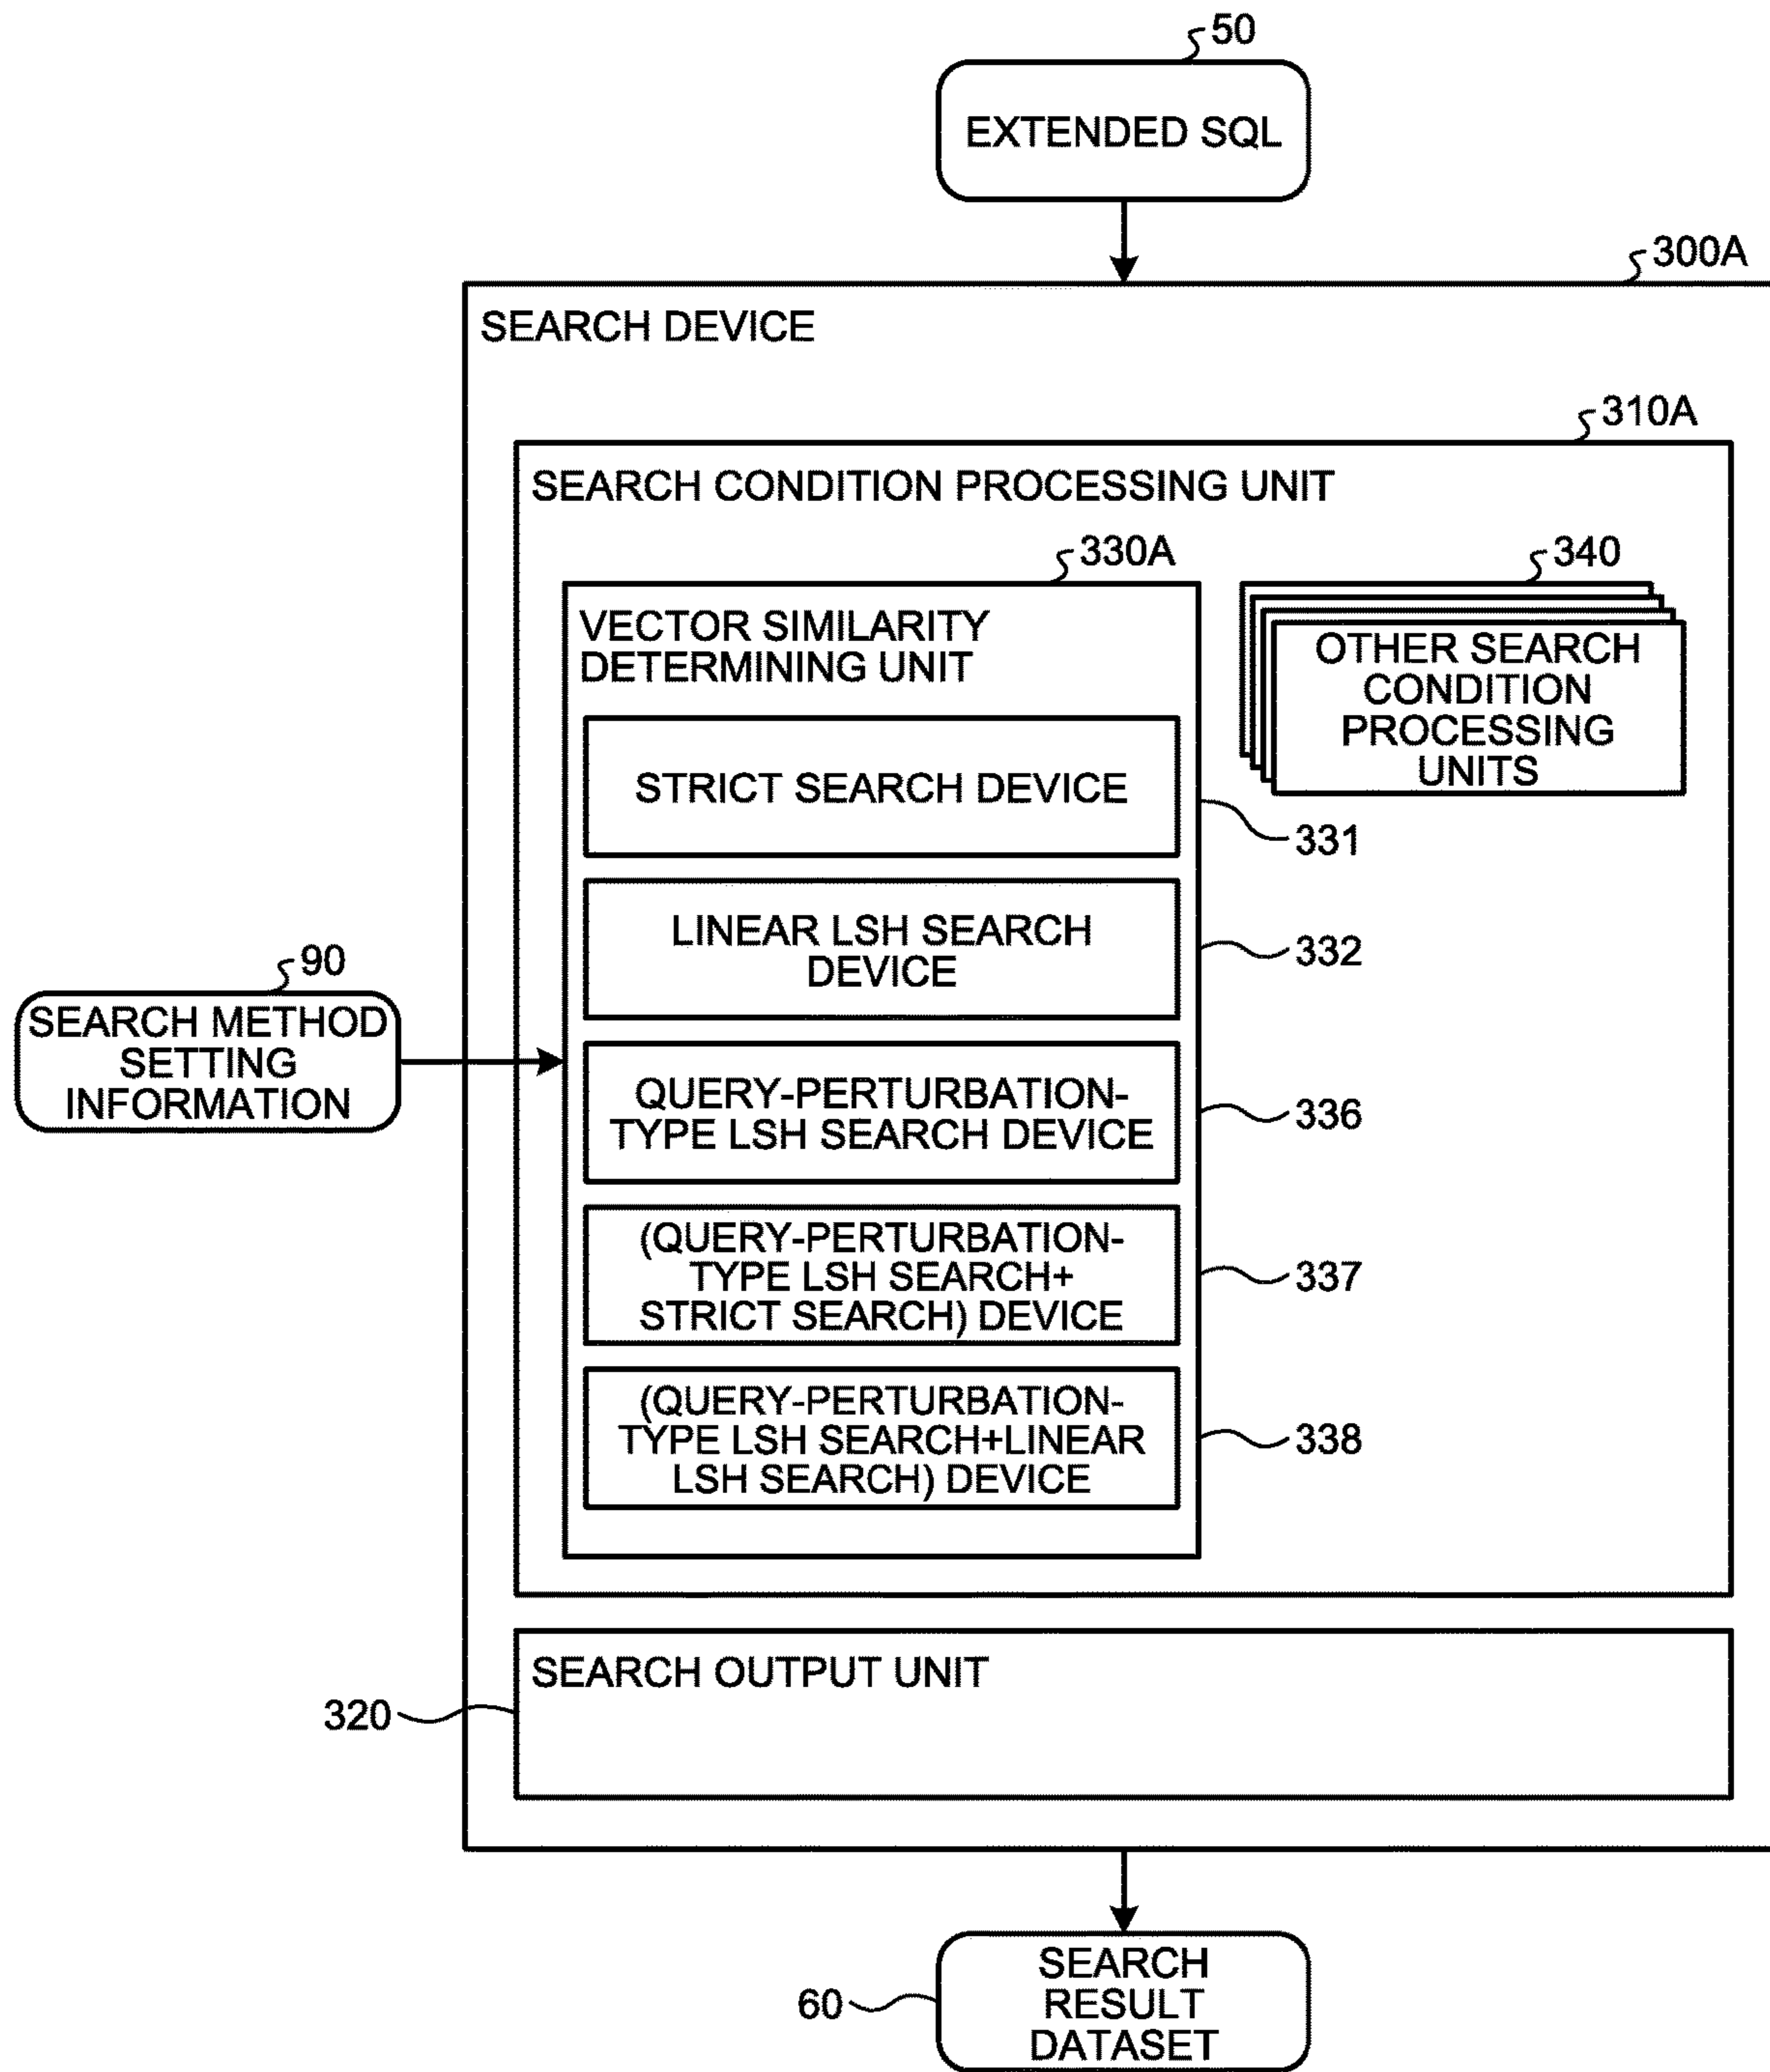 50
EXTENDED SQL
300A
SEARCH DEVICE
310A
SEARCH CONDITION PROCESSING UNIT
330A
340
VECTOR SIMILARITY
DETERMINING UNIT
OTHER SEARCH
CONDITION
PROCESSING
UNITS
STRICT SEARCH DEVICE
331
LINEAR LSH SEARCH
DEVICE
332
90
SEARCH METHOD
SETTING
INFORMATION
QUERY-PERTURBATION-
TYPE LSH SEARCH DEVICE
336
(QUERY-PERTURBATION-
TYPE LSH SEARCH+
STRICT SEARCH) DEVICE
337
(QUERY-PERTURBATION-
TYPE LSH SEARCH+LINEAR
LSH SEARCH) DEVICE
338
SEARCH OUTPUT UNIT
320
SEARCH
RESULT
DATASET
60